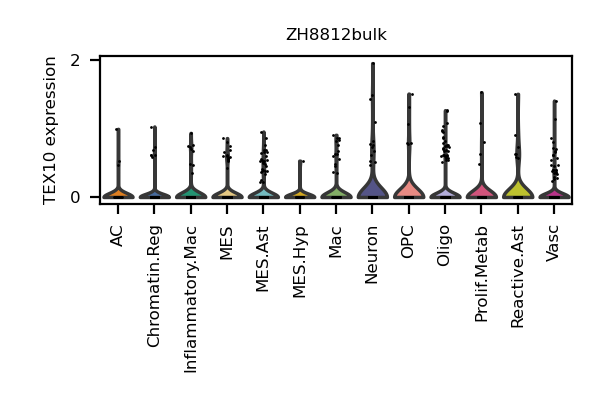 ZH8812bulk
TEX10 expression
2
0
AC
Chromatin.Reg
Inflammatory.Mac
MES
MES.Ast
MES.Hyp
Mac
Neuron
OPC
Oligo
Prolif.Metab
Reactive.Ast
Vasc